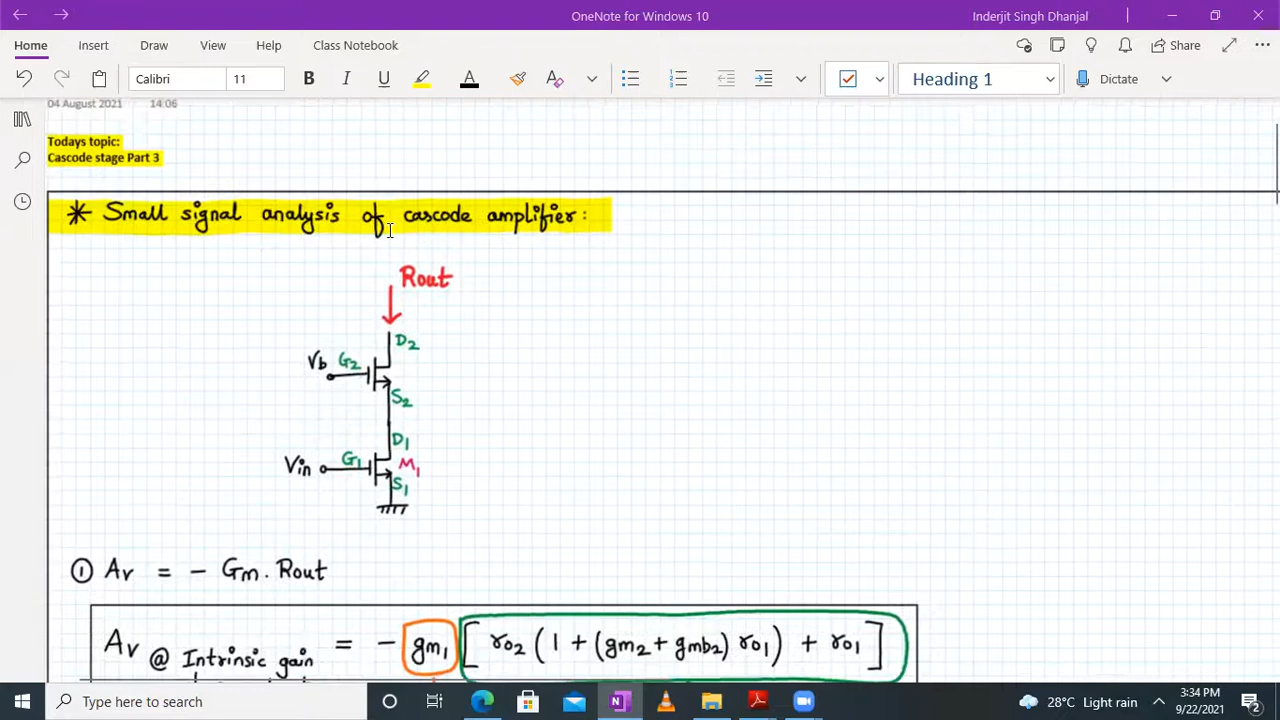 OneNote for Windows 10
Inderjit Singh Dhanjal
Home Insert Draw View Help Class Notebook
Share
Calibri 11 B I U A Heading 1 Dictate
04 August 2021 14:06
Todays topic:
Cascode stage Part 3
* Small signal analysis of cascode amplifier:
Rout
D2
Vb G2
S2
D1
Vin G1 M1
S1
① Av = - Gm. Rout
Av @ Intrinsic gain = - gm1 [ ro2 ( 1 + (gm2 + gmb2) ro1 ) + ro1 ]
Type here to search
28°C Light rain
3:34 PM
9/22/2021
2